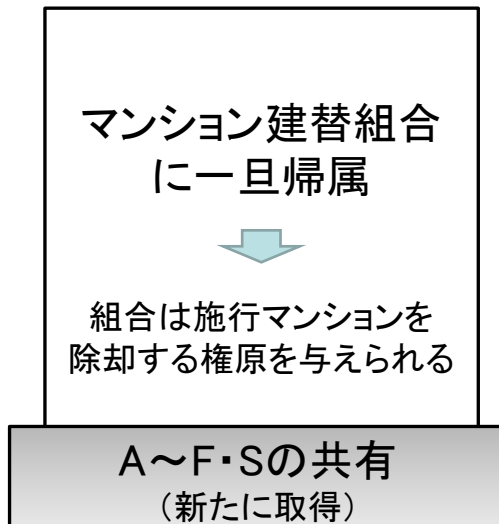 マンション建替組合
に一旦帰属
組合は施行マンションを
除却する権原を与えられる
A～F・Sの共有
（新たに取得）